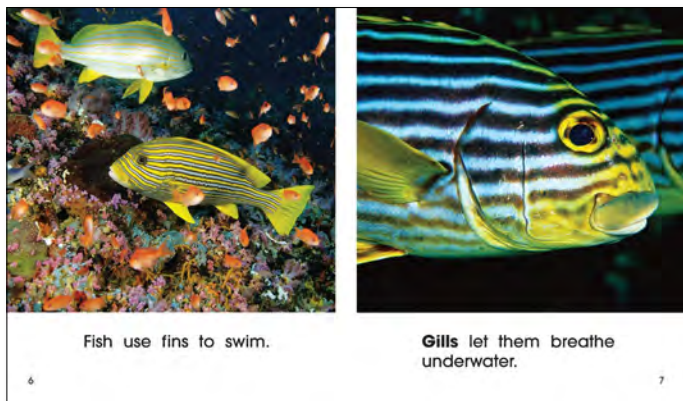 Fish use fins to swim.
6
Gills let them breathe
underwater.
7